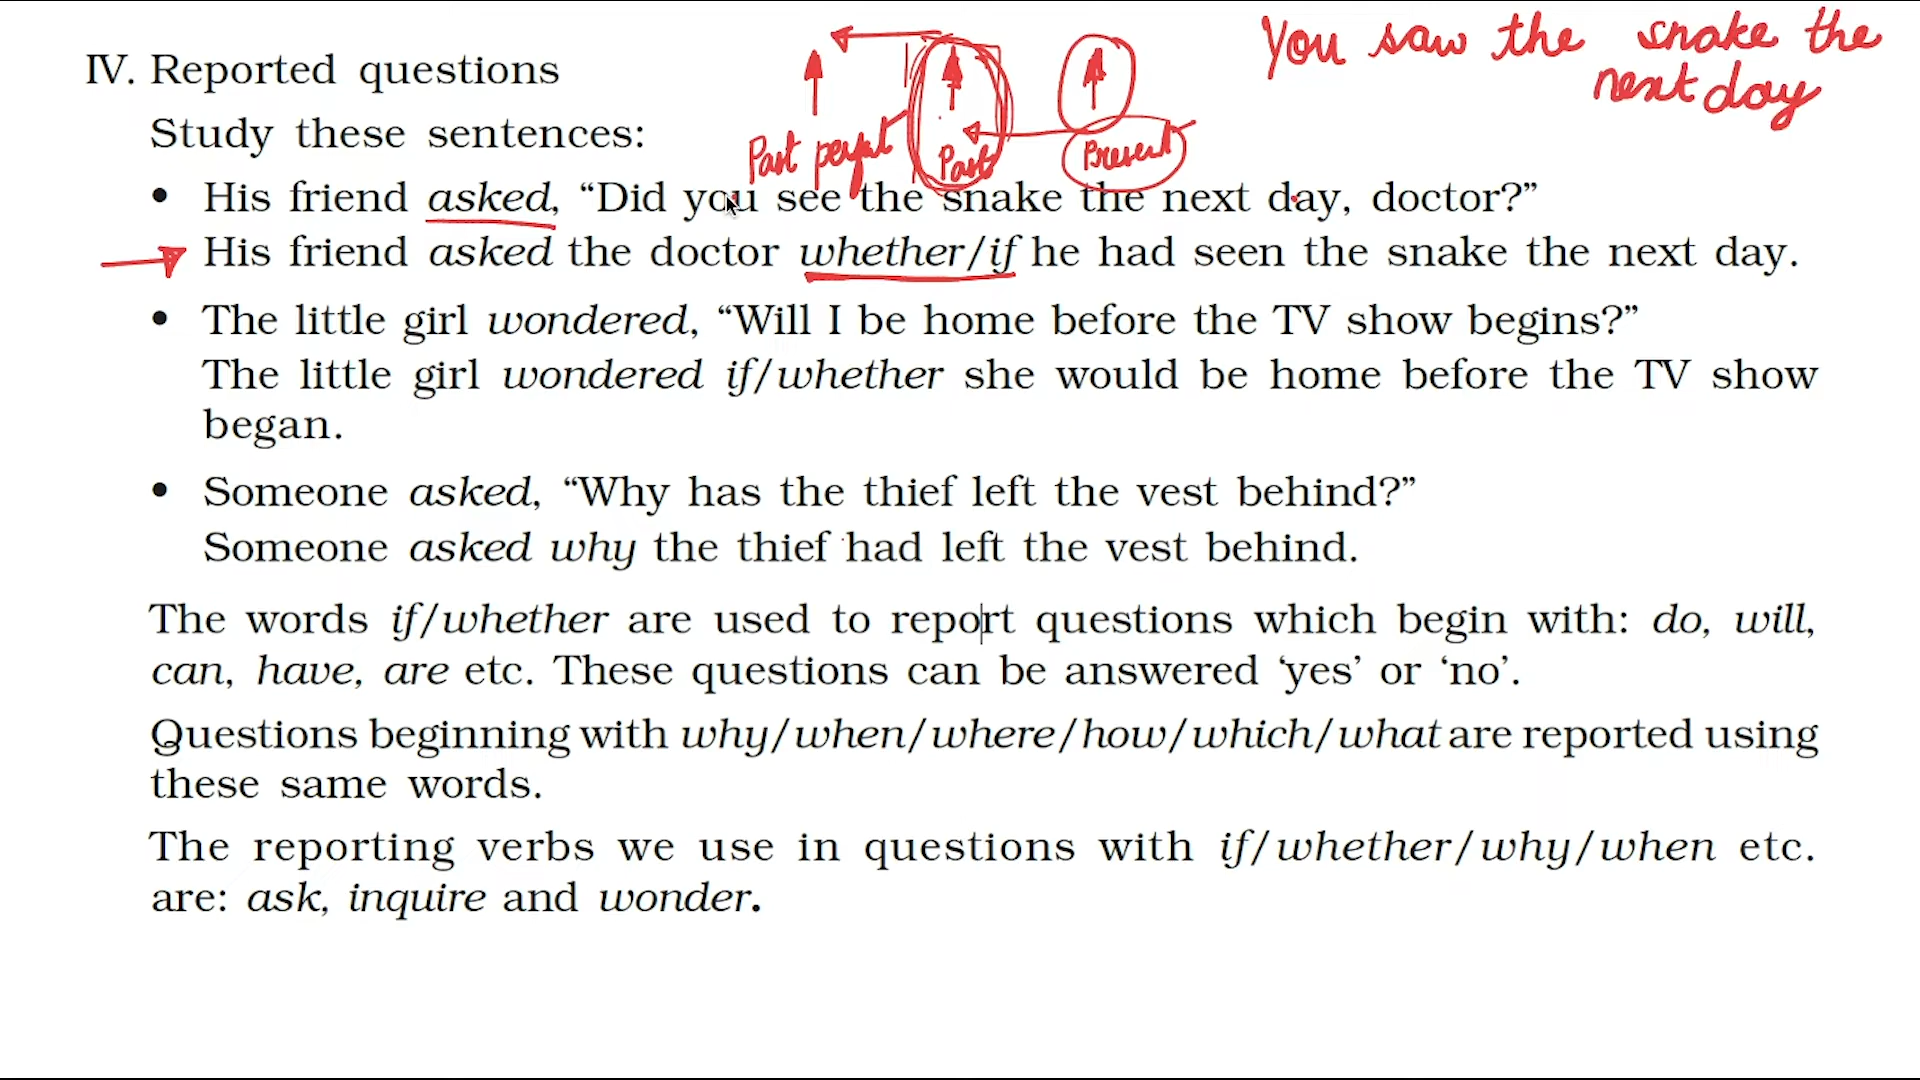 You saw the snake the
next day
IV. Reported questions
Study these sentences:
Past perfect Past Present
• His friend asked, “Did you see the snake the next day, doctor?”
His friend asked the doctor whether/if he had seen the snake the next day.
• The little girl wondered, “Will I be home before the TV show begins?”
The little girl wondered if/whether she would be home before the TV show
began.
• Someone asked, “Why has the thief left the vest behind?”
Someone asked why the thief had left the vest behind.
The words if/whether are used to report questions which begin with: do, will,
can, have, are etc. These questions can be answered ‘yes’ or ‘no’.
Questions beginning with why/when/where/how/which/what are reported using
these same words.
The reporting verbs we use in questions with if/whether/why/when etc.
are: ask, inquire and wonder.